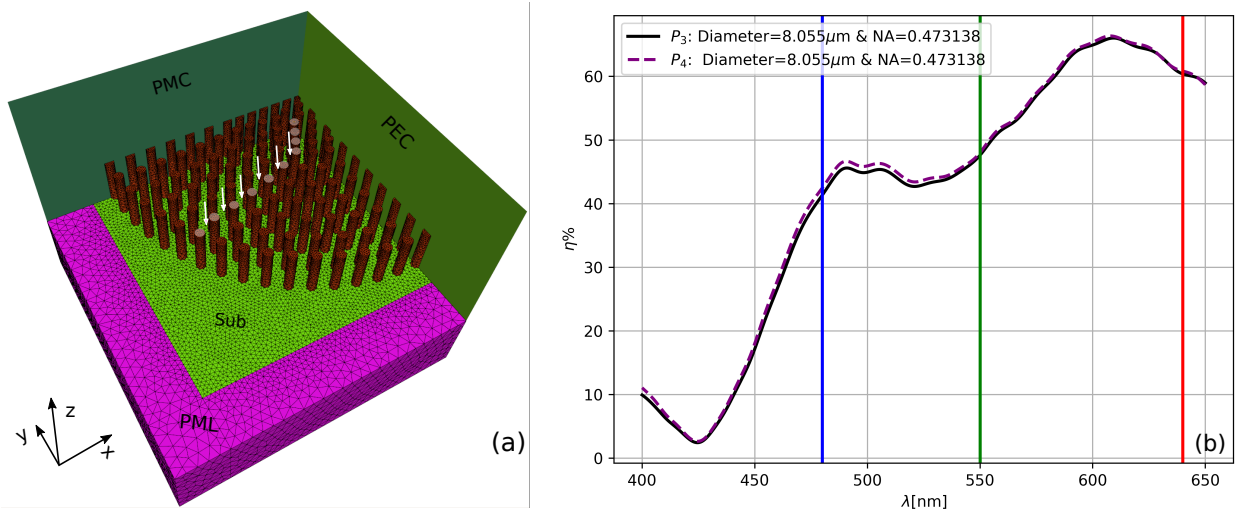 PMC
PEC
Sub
PML
z
y
x
(a)
P₃: Diameter=8.055μm & NA=0.473138
P₄: Diameter=8.055μm & NA=0.473138
60
50
40
30
20
10
0
η%
400 450 500 550 600 650
λ[nm]
(b)